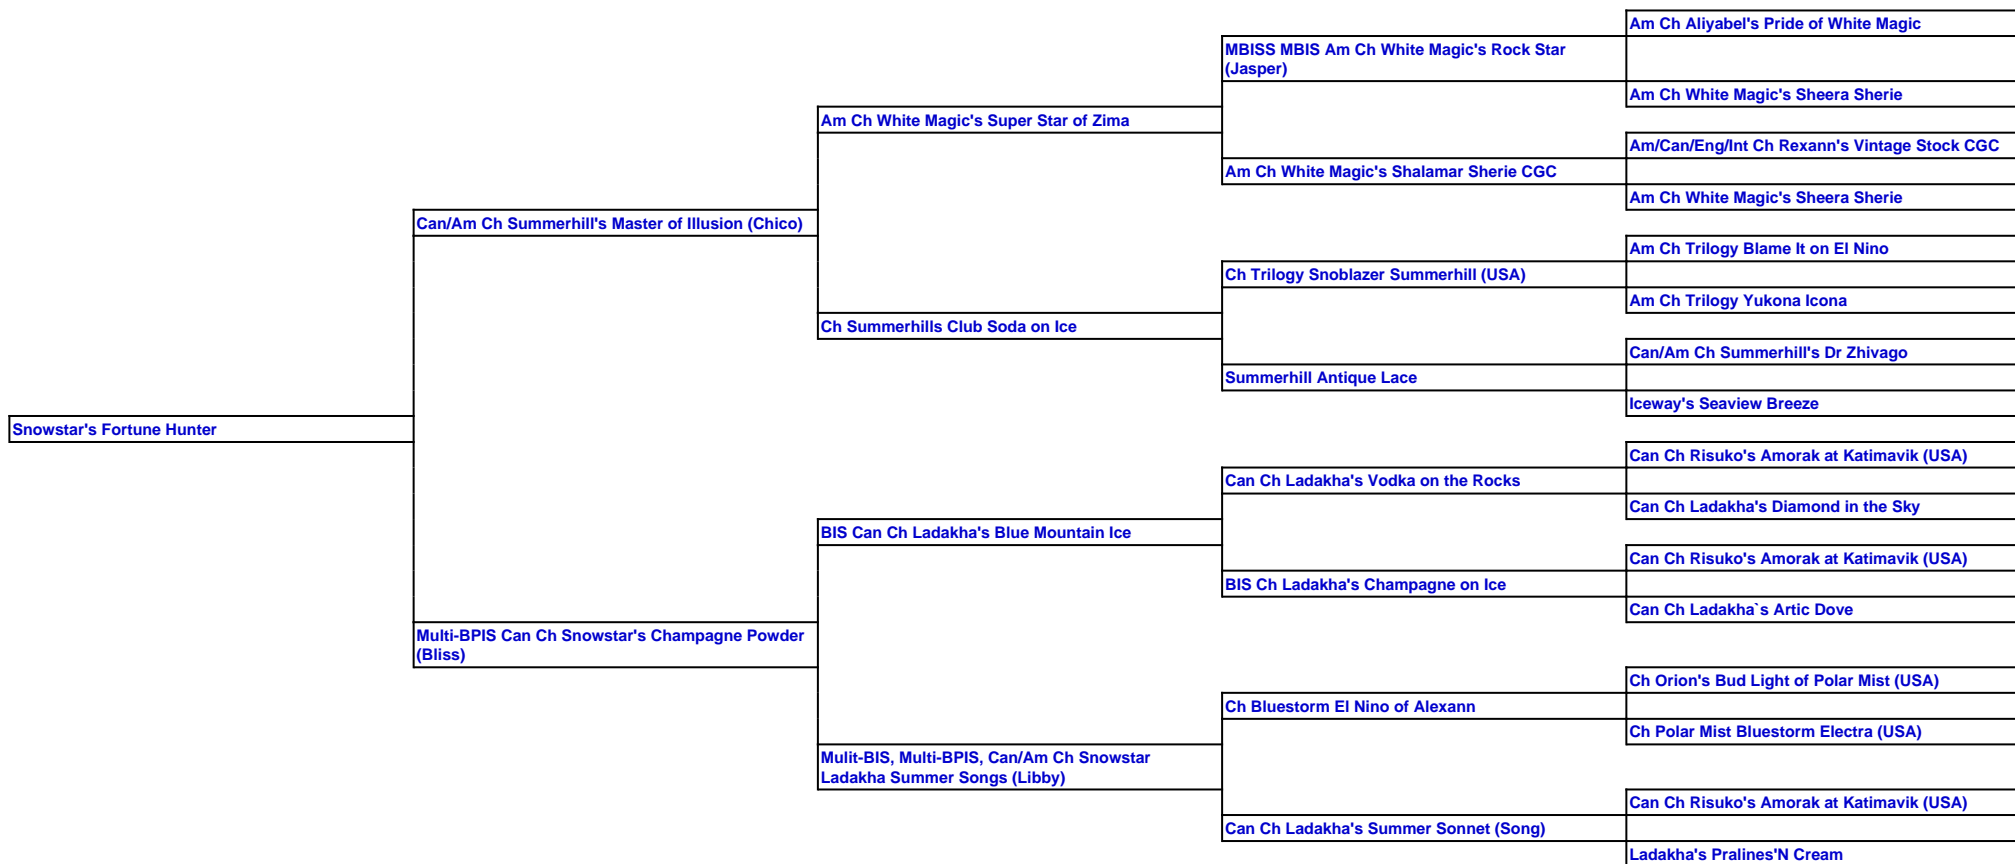 Am Ch Aliyabel's Pride of White Magic
MBISS MBIS Am Ch White Magic's Rock Star
(Jasper)
Am Ch White Magic's Sheera Sherie
Am Ch White Magic's Super Star of Zima
Am/Can/Eng/Int Ch Rexann's Vintage Stock CGC
Am Ch White Magic's Shalamar Sherie CGC
Am Ch White Magic's Sheera Sherie
Can/Am Ch Summerhill's Master of Illusion (Chico)
Am Ch Trilogy Blame It on El Nino
Ch Trilogy Snoblazer Summerhill (USA)
Am Ch Trilogy Yukona Icona
Ch Summerhills Club Soda on Ice
Can/Am Ch Summerhill's Dr Zhivago
Summerhill Antique Lace
Iceway's Seaview Breeze
Snowstar's Fortune Hunter
Can Ch Risuko's Amorak at Katimavik (USA)
Can Ch Ladakha's Vodka on the Rocks
Can Ch Ladakha's Diamond in the Sky
BIS Can Ch Ladakha's Blue Mountain Ice
Can Ch Risuko's Amorak at Katimavik (USA)
BIS Ch Ladakha's Champagne on Ice
Can Ch Ladakha`s Artic Dove
Multi-BPIS Can Ch Snowstar's Champagne Powder
(Bliss)
Ch Orion's Bud Light of Polar Mist (USA)
Ch Bluestorm El Nino of Alexann
Ch Polar Mist Bluestorm Electra (USA)
Mulit-BIS, Multi-BPIS, Can/Am Ch Snowstar
Ladakha Summer Songs (Libby)
Can Ch Risuko's Amorak at Katimavik (USA)
Can Ch Ladakha's Summer Sonnet (Song)
Ladakha's Pralines'N Cream